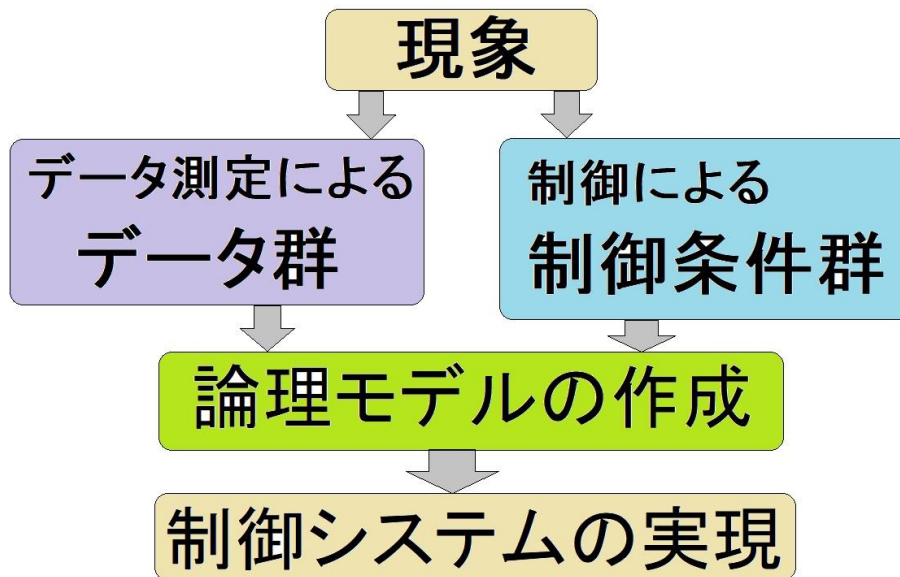 現象
データ測定による
データ群
制御による
制御条件群
論理モデルの作成
制御システムの実現